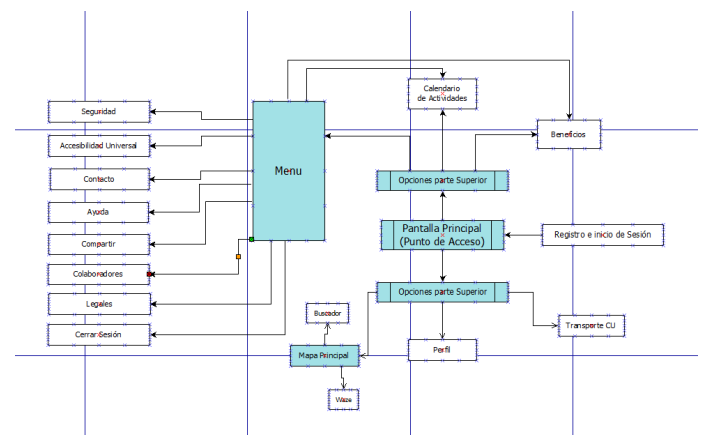 Calendario
de Actividades
Seguridad
Accesibilidad Universal
Contacto
Ayuda
Compartir
Colaboradores
Legales
Cerrar Sesión
Menu
Beneficios
Opciones parte Superior
Pantalla Principal
(Punto de Acceso)
Registro e inicio de Sesión
Opciones parte Superior
Buscador
Transporte CU
Mapa Principal
Perfil
Waze